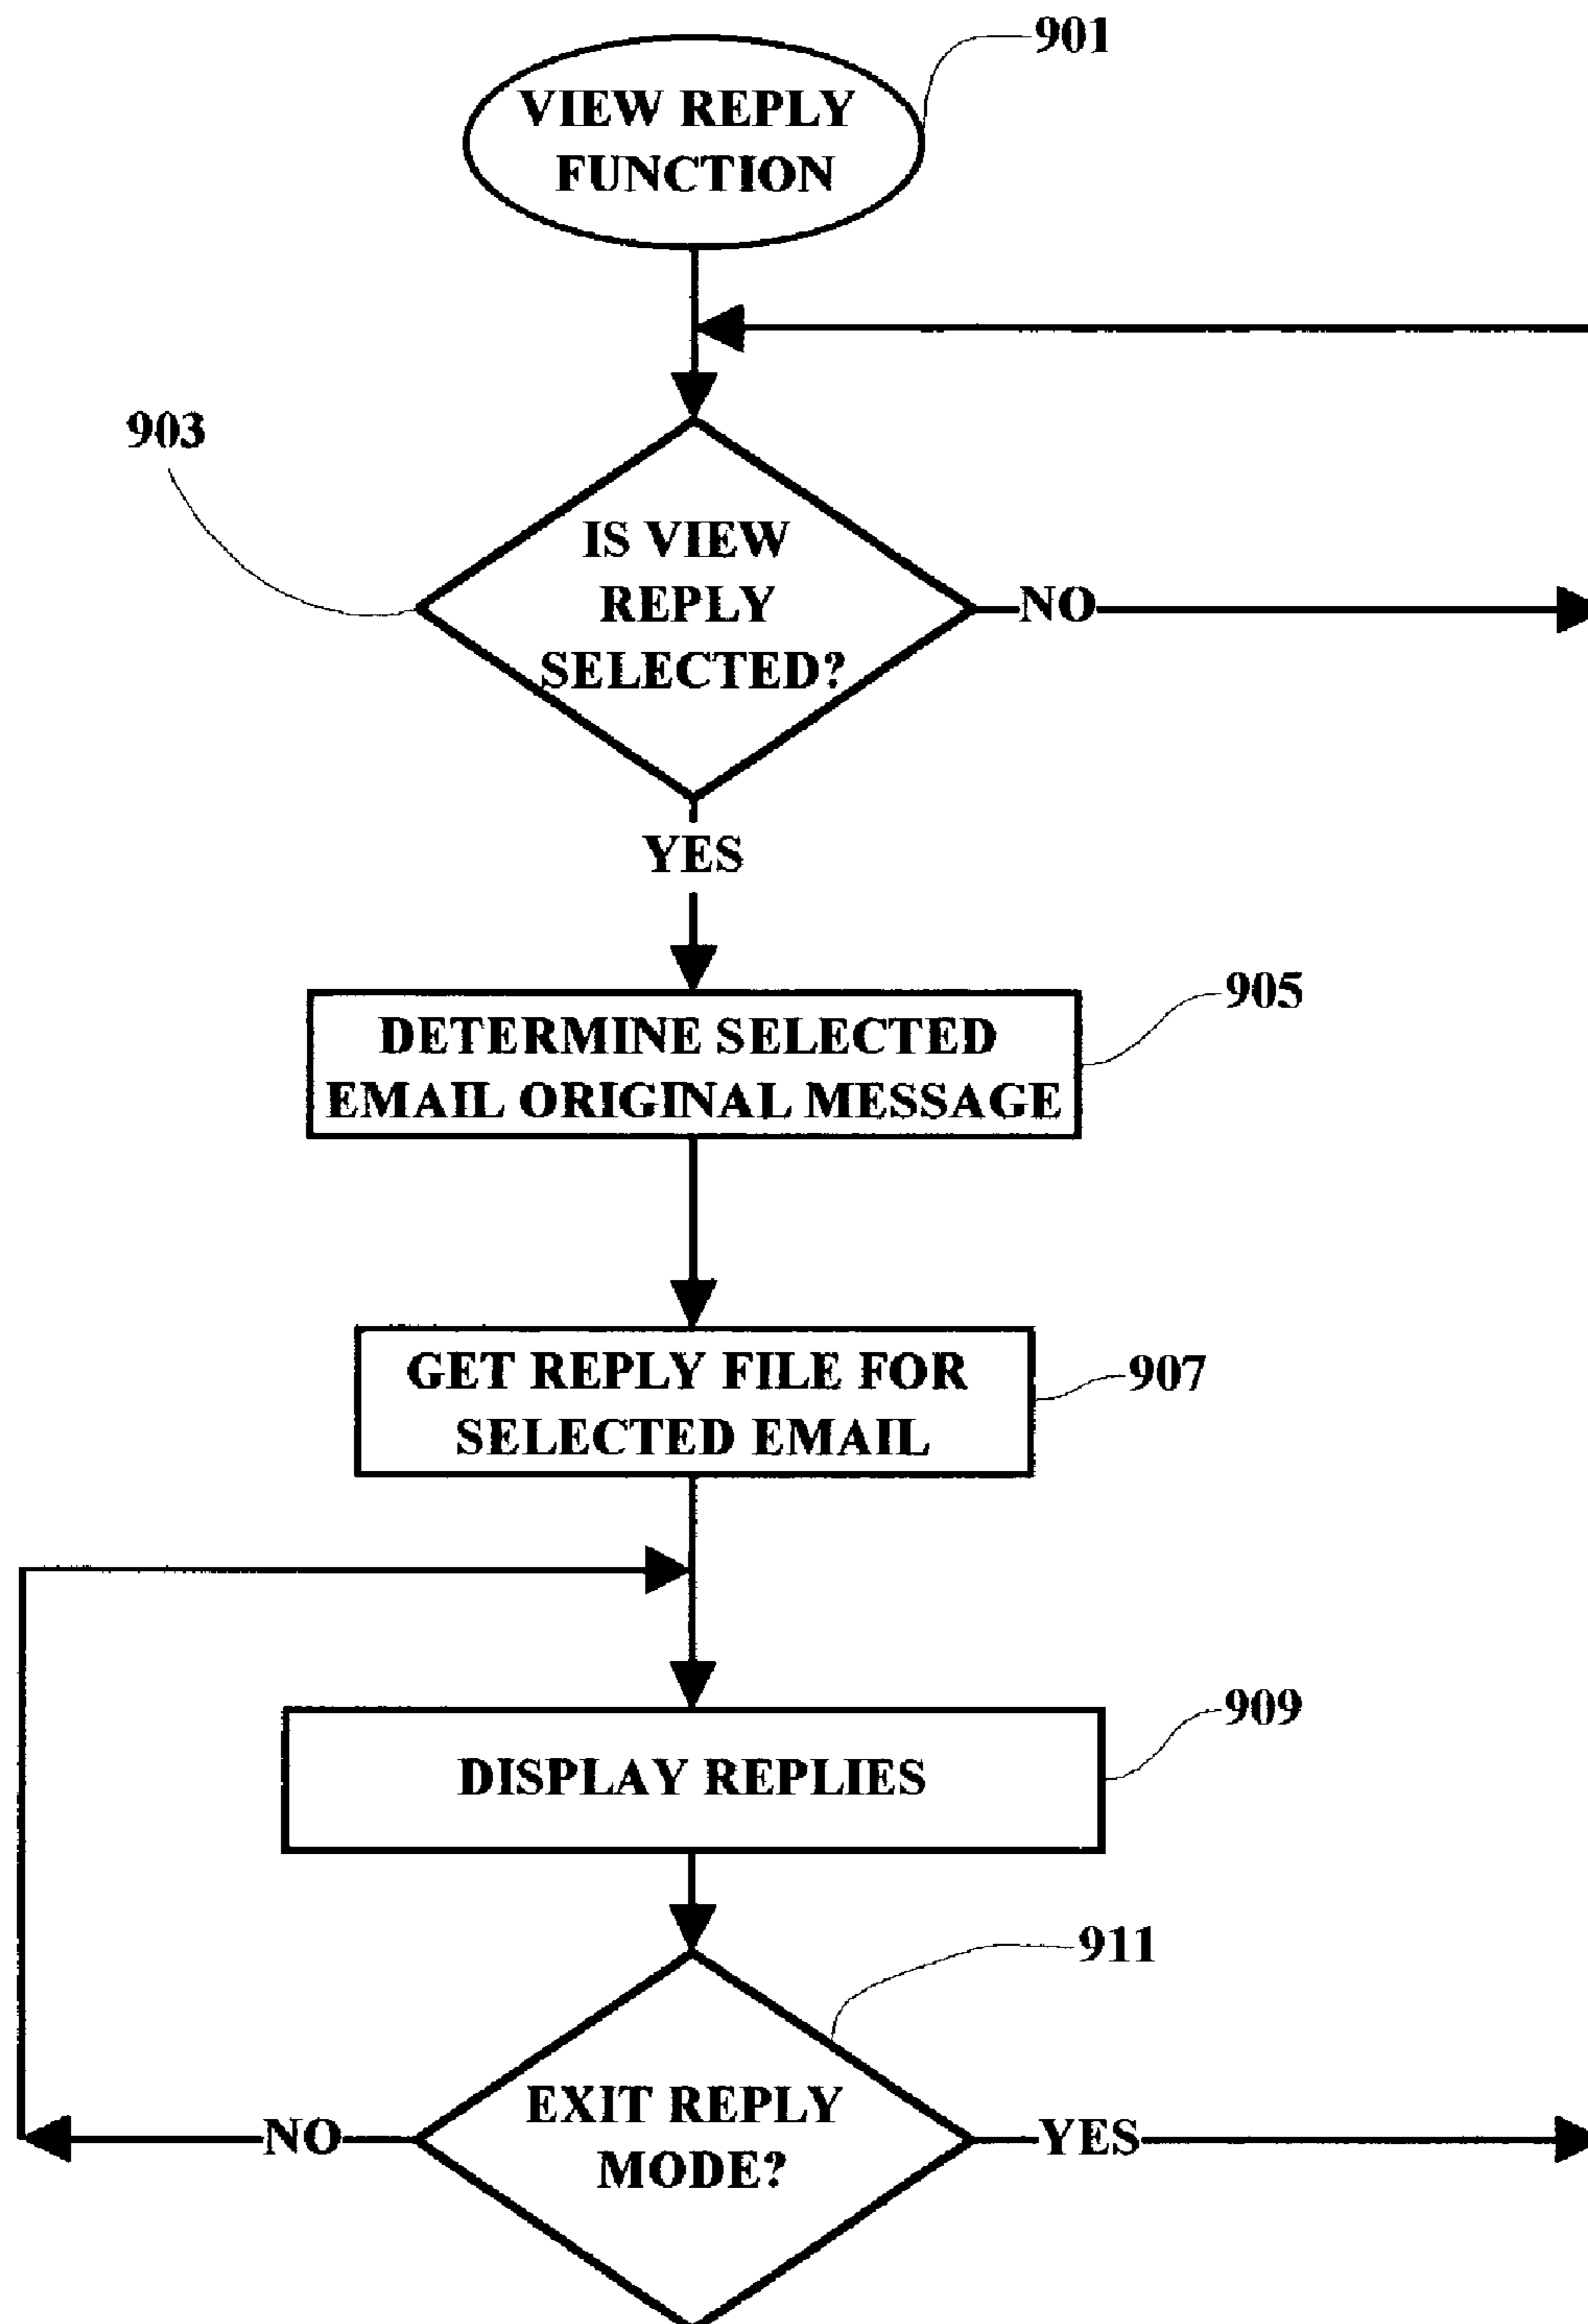 901
VIEW REPLY
FUNCTION
903
IS VIEW
REPLY
SELECTED?
NO
YES
905
DETERMINE SELECTED
EMAIL ORIGINAL MESSAGE
GET REPLY FILE FOR
SELECTED EMAIL
907
909
DISPLAY REPLIES
911
EXIT REPLY
MODE?
NO
YES